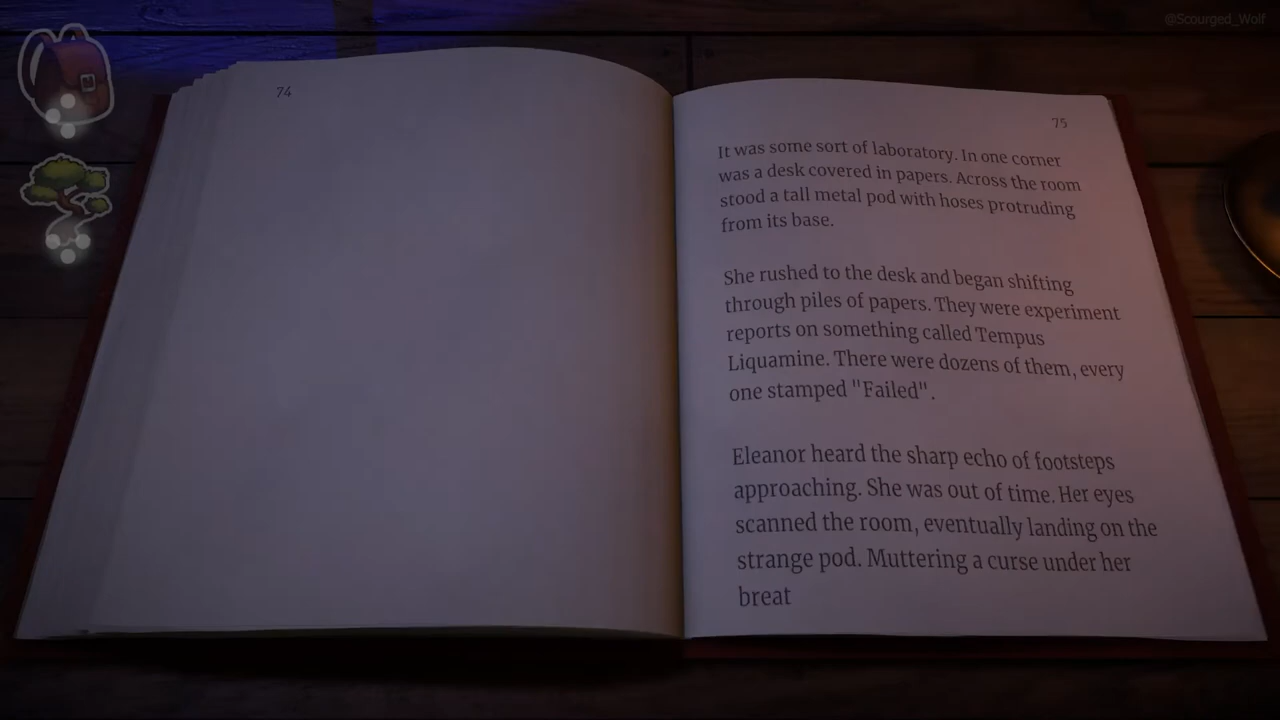 @Scourged_Wolf
74
75
It was some sort of laboratory. In one corner
was a desk covered in papers. Across the room
stood a tall metal pod with hoses protruding
from its base.
She rushed to the desk and began shifting
through piles of papers. They were experiment
reports on something called Tempus
Liquamine. There were dozens of them, every
one stamped "Failed".
Eleanor heard the sharp echo of footsteps
approaching. She was out of time. Her eyes
scanned the room, eventually landing on the
strange pod. Muttering a curse under her
breat